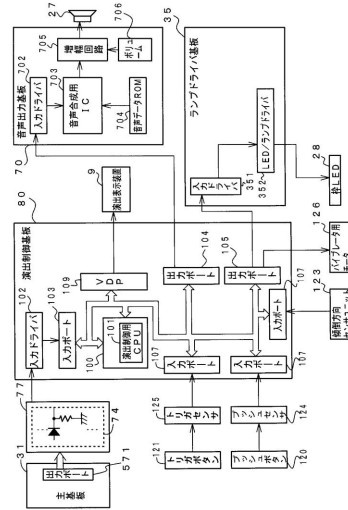 27
35
706
ボリューム
705
増幅回路
702
入力ドライバ
703
音声合成用
IC
704
音声データROM
音声出力基板
70
ランプドライバ基板
入力ドライバ
351
LED/ランプドライバ
352
28
枠LED
9
演出表示装置
80
演出制御基板
104
出力ポート
105
出力ポート
126
バイブレータ用
モータ
123
傾倒方向
センサユニット
109
VDP
102
入力ドライバ
103
入力ポート
101
演出制御用
CPU
100
107
入力ポート
107
入力ポート
107
入力ポート
77
74
31
出力ポート
571
主基板
125
トリガセンサ
124
プッシュセンサ
121
トリガボタン
120
プッシュボタン